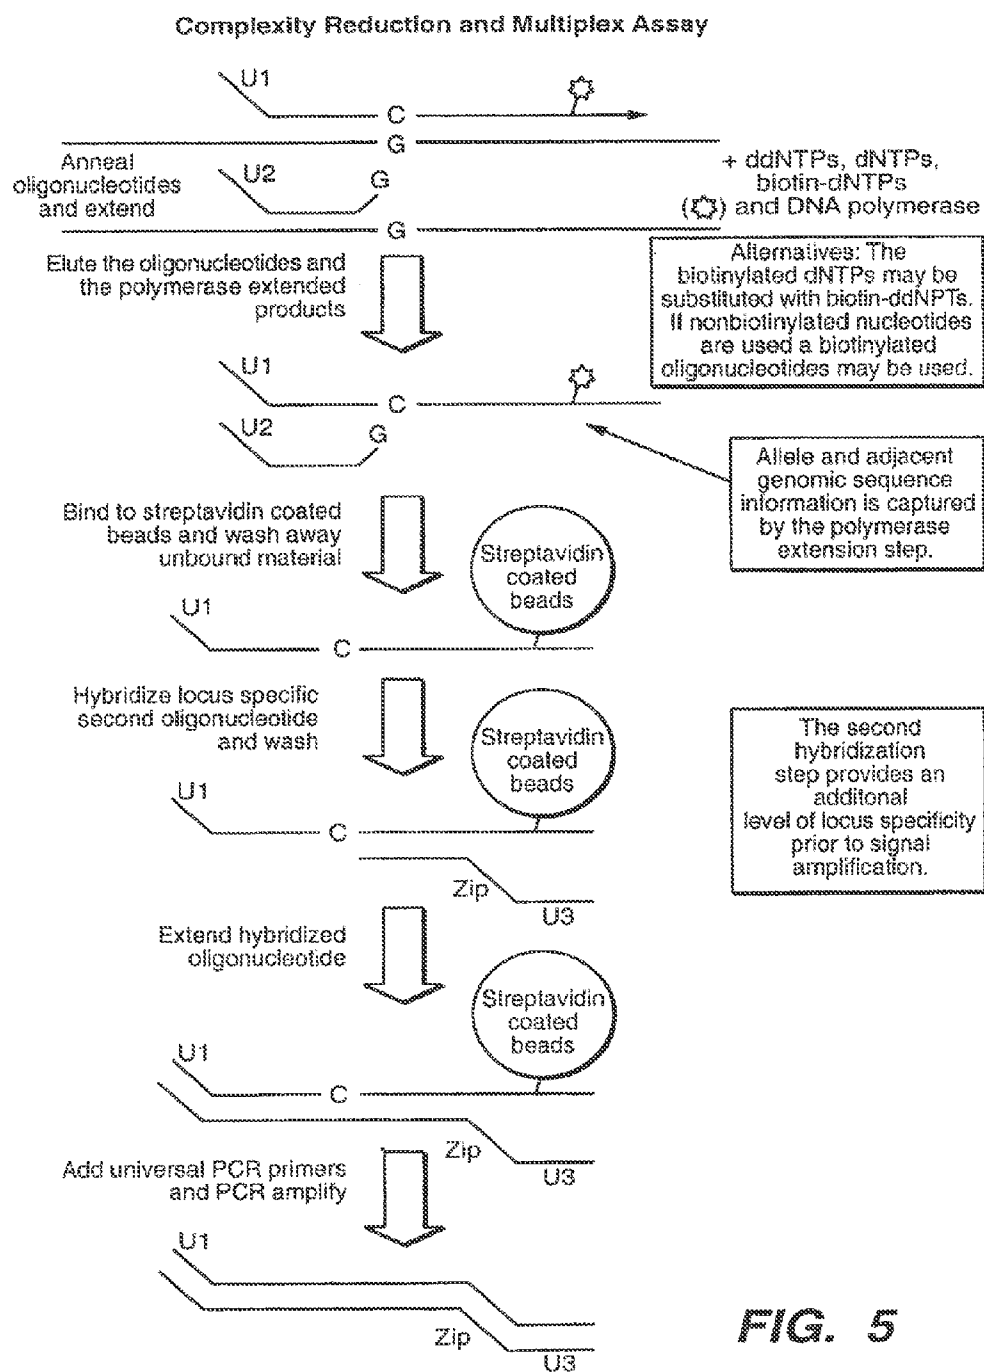 Complexity Reduction and Multiplex Assay
U1
C
G
Anneal
oligonucleotides
and extend
U2
G
G
+ ddNTPs, dNTPs,
biotin-dNTPs
( ) and DNA polymerase
Alternatives: The
biotinylated dNTPs may be
substituted with biotin-ddNPTs.
If nonbiotinylated nucleotides
are used a biotinylated
oligonucleotides may be used.
Elute the oligonucleotides and
the polymerase extended
products
U1
C
U2
G
Allele and adjacent
genomic sequence
information is captured
by the polymerase
extension step.
Bind to streptavidin coated
beads and wash away
unbound material
Streptavidin
coated
beads
U1
C
Hybridize locus specific
second oligonucleotide
and wash
Streptavidin
coated
beads
The second
hybridization
step provides an
additonal
level of locus specificity
prior to signal
amplification.
U1
C
Zip
U3
Extend hybridized
oligonucleotide
Streptavidin
coated
beads
U1
C
Zip
U3
Add universal PCR primers
and PCR amplify
U1
Zip
U3
FIG. 5